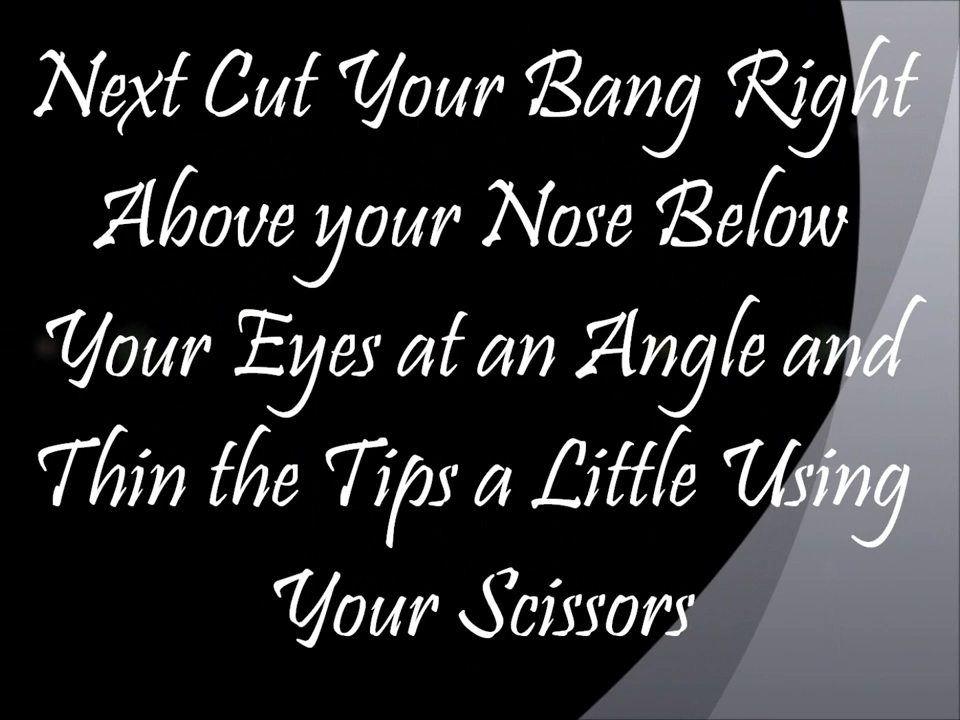 Next Cut Your Bang Right
Above your Nose Below
Your Eyes at an Angle and
Thin the Tips a Little Using
Your Scissors